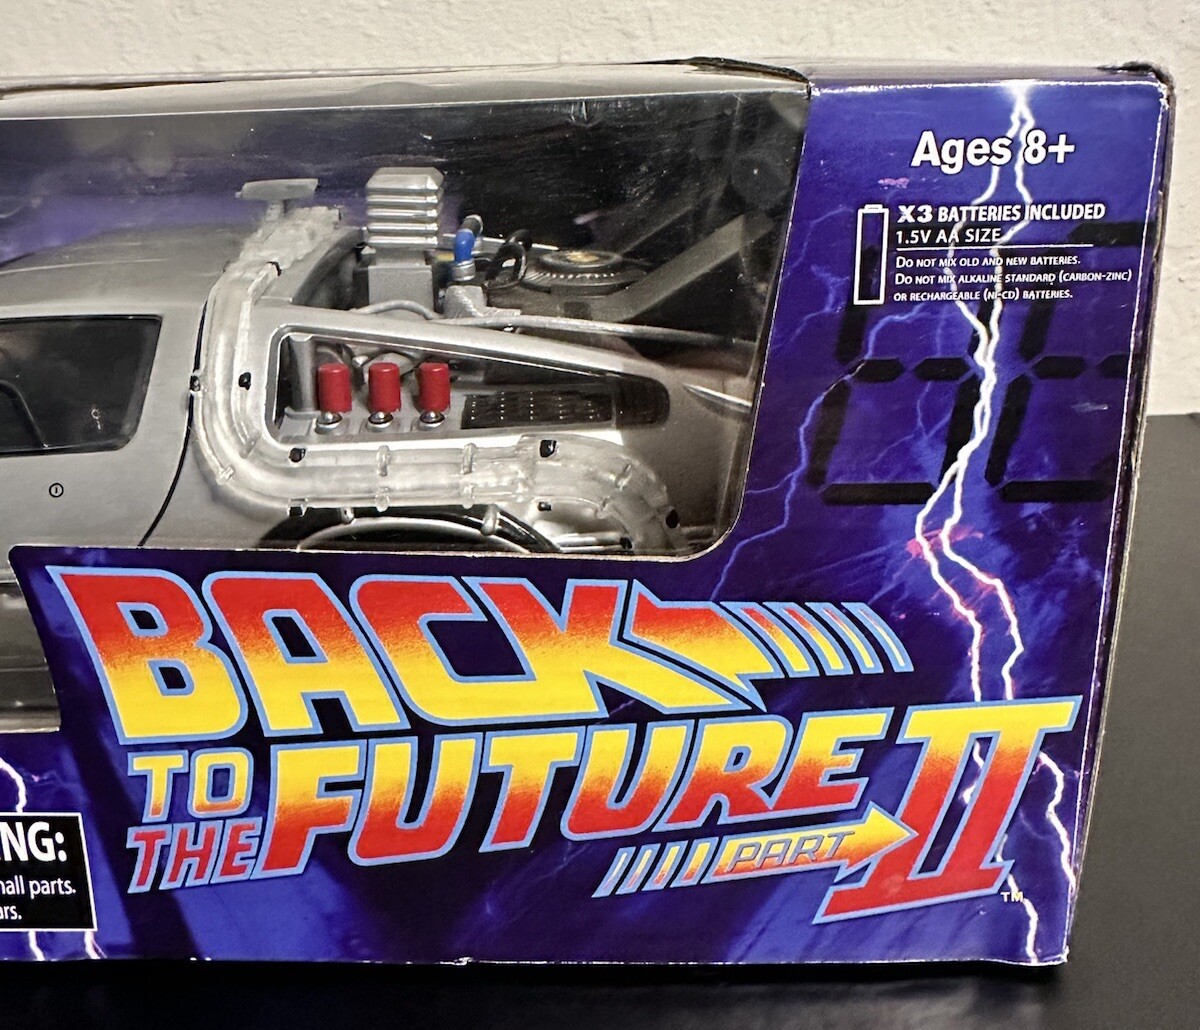 Ages 8+
X3 BATTERIES INCLUDED
1.5V AA SIZE
DO NOT MIX OLD AND NEW BATTERIES.
DO NOT MIX ALKALINE STANDARD (CARBON-ZINC)
OR RECHARGEABLE (NI-CD) BATTERIES.
BACK
TO THE FUTURE
PART II
TM
NG:
nall parts.
ars.